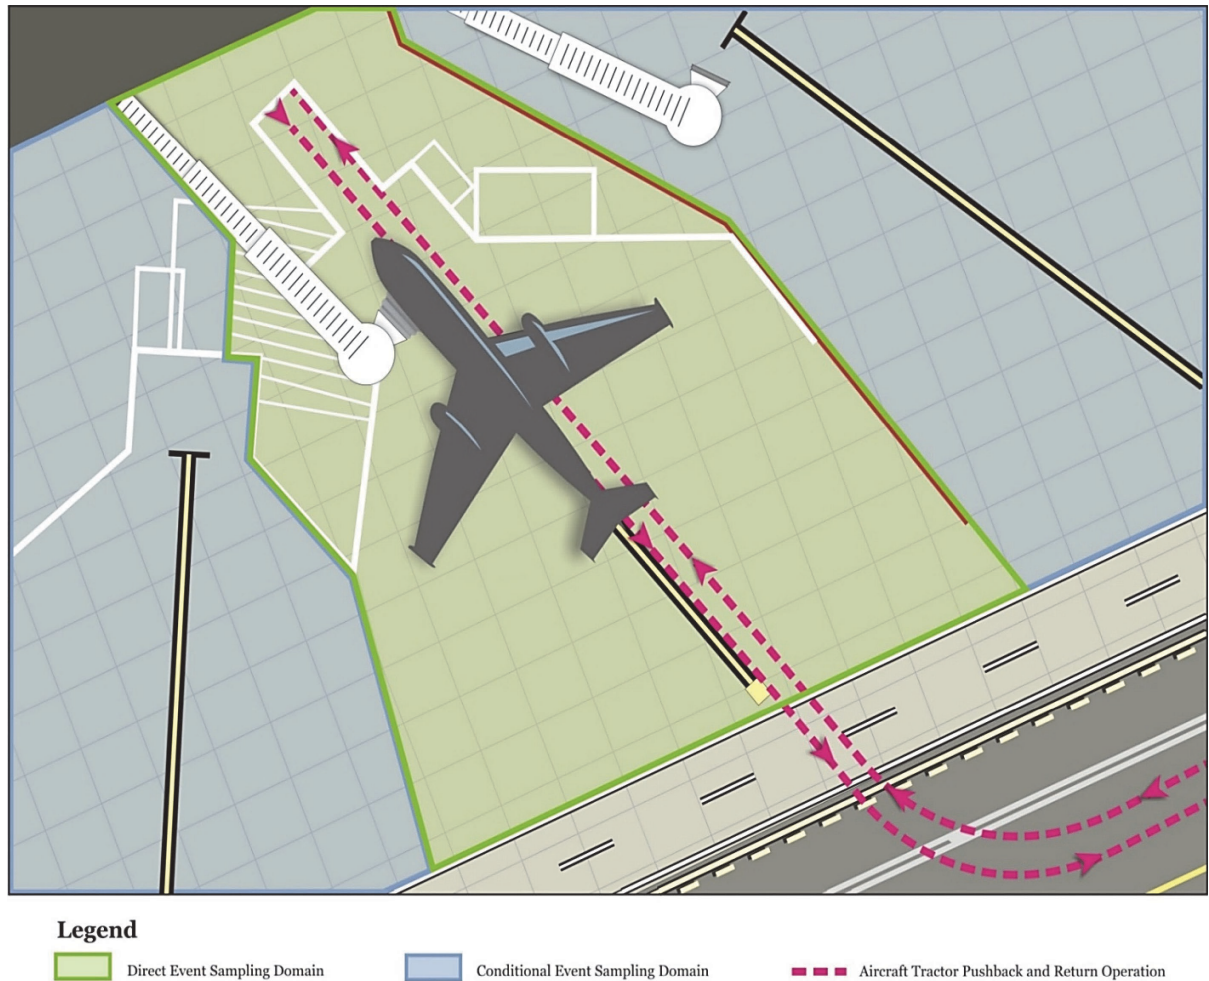 Legend
Direct Event Sampling Domain
Conditional Event Sampling Domain
Aircraft Tractor Pushback and Return Operation